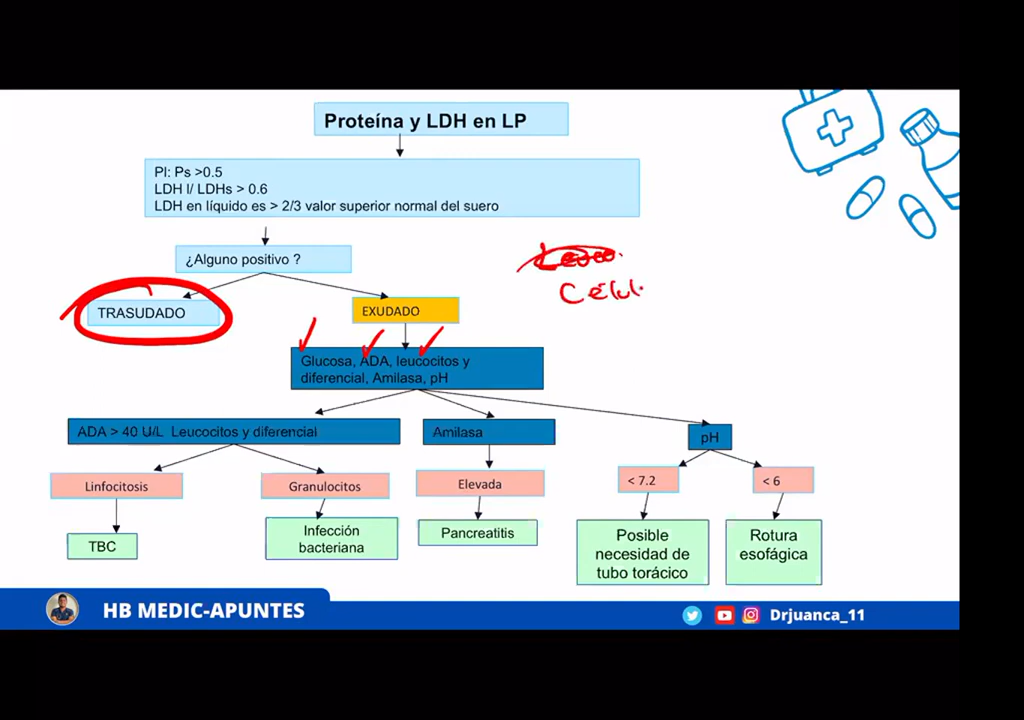 Proteína y LDH en LP
Pl: Ps >0.5
LDH l/ LDHs > 0.6
LDH en líquido es > 2/3 valor superior normal del suero
¿Alguno positivo ?
Célul.
TRASUDADO
EXUDADO
Glucosa, ADA, leucocitos y
diferencial, Amilasa, pH
ADA > 40 U/L Leucocitos y diferencial
Amilasa
pH
Linfocitosis
Granulocitos
Elevada
< 7.2
< 6
TBC
Infección
bacteriana
Pancreatitis
Posible
necesidad de
tubo torácico
Rotura
esofágica
HB MEDIC-APUNTES
Drjuanca_11